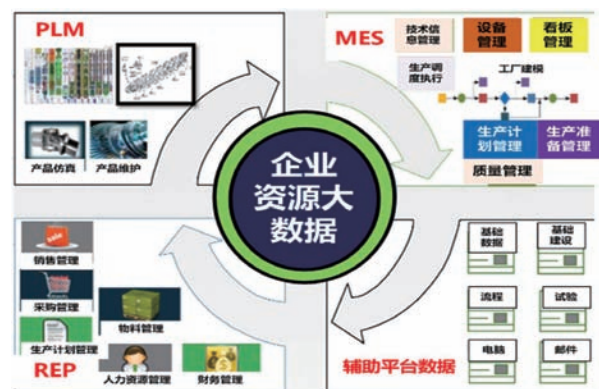 PLM
产品仿真
产品维护
MES
技术信
息管理
设备
管理
看板
管理
生产调
度执行
工厂建模
生产计
划管理
生产准
备管理
质量管理
企业
资源大
数据
销售管理
采购管理
物料管理
生产计划管理
人力资源管理
财务管理
REP
基础
数据
基础
建设
流程
试验
电脑
邮件
辅助平台数据